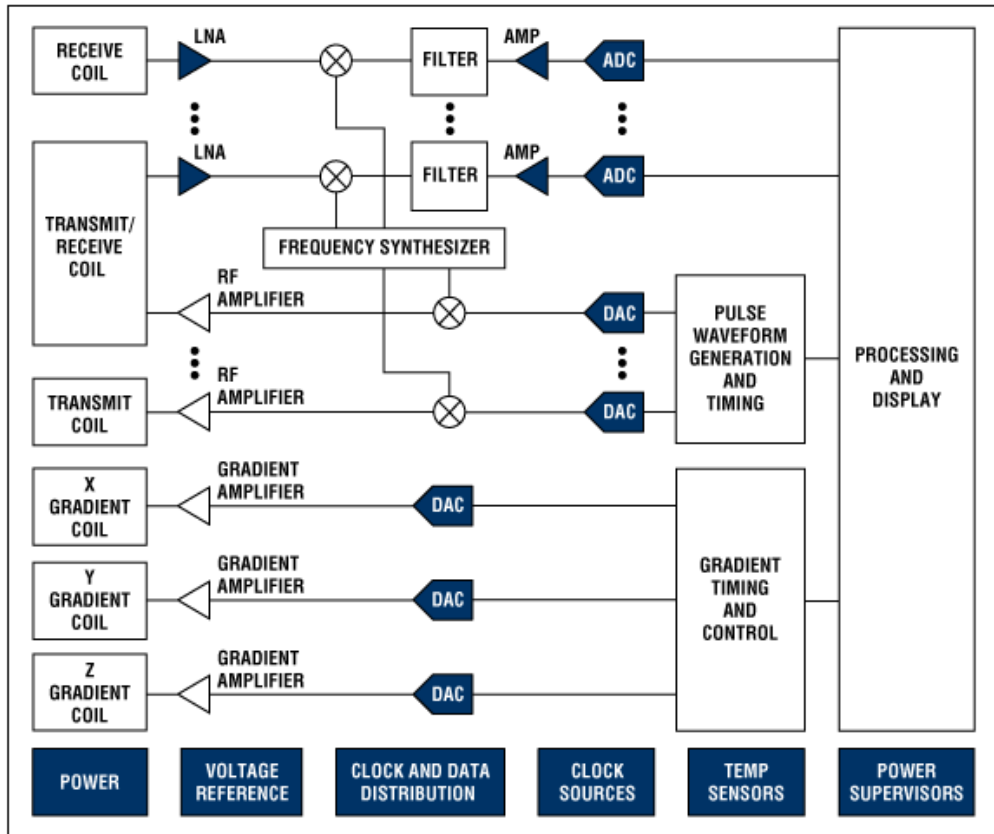 RECEIVE
COIL
LNA
FILTER
AMP
ADC
TRANSMIT/
RECEIVE
COIL
LNA
FILTER
AMP
ADC
FREQUENCY SYNTHESIZER
RF
AMPLIFIER
DAC
PULSE
WAVEFORM
GENERATION
AND
TIMING
PROCESSING
AND
DISPLAY
TRANSMIT
COIL
RF
AMPLIFIER
DAC
X
GRADIENT
COIL
GRADIENT
AMPLIFIER
DAC
Y
GRADIENT
COIL
GRADIENT
AMPLIFIER
DAC
GRADIENT
TIMING
AND
CONTROL
Z
GRADIENT
COIL
GRADIENT
AMPLIFIER
DAC
POWER
VOLTAGE
REFERENCE
CLOCK AND DATA
DISTRIBUTION
CLOCK
SOURCES
TEMP
SENSORS
POWER
SUPERVISORS